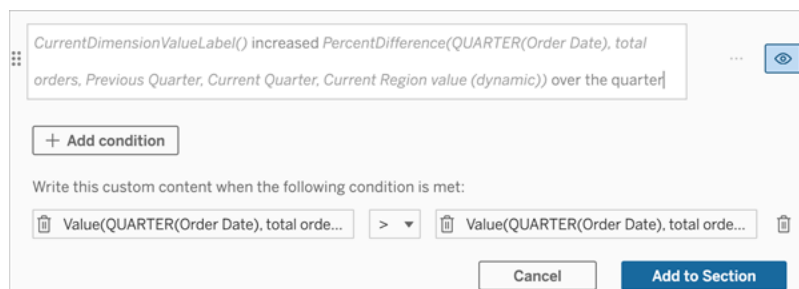 CurrentDimensionValueLabel() increased PercentDifference(QUARTER(Order Date), total
orders, Previous Quarter, Current Quarter, Current Region value (dynamic)) over the quarter
+ Add condition
Write this custom content when the following condition is met:
Value(QUARTER(Order Date), total orde... > Value(QUARTER(Order Date), total orde...
Cancel Add to Section